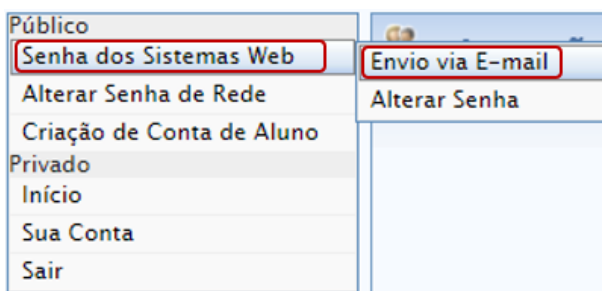 Público
Senha dos Sistemas Web
Envio via E-mail
Alterar Senha de Rede
Alterar Senha
Criação de Conta de Aluno
Privado
Início
Sua Conta
Sair